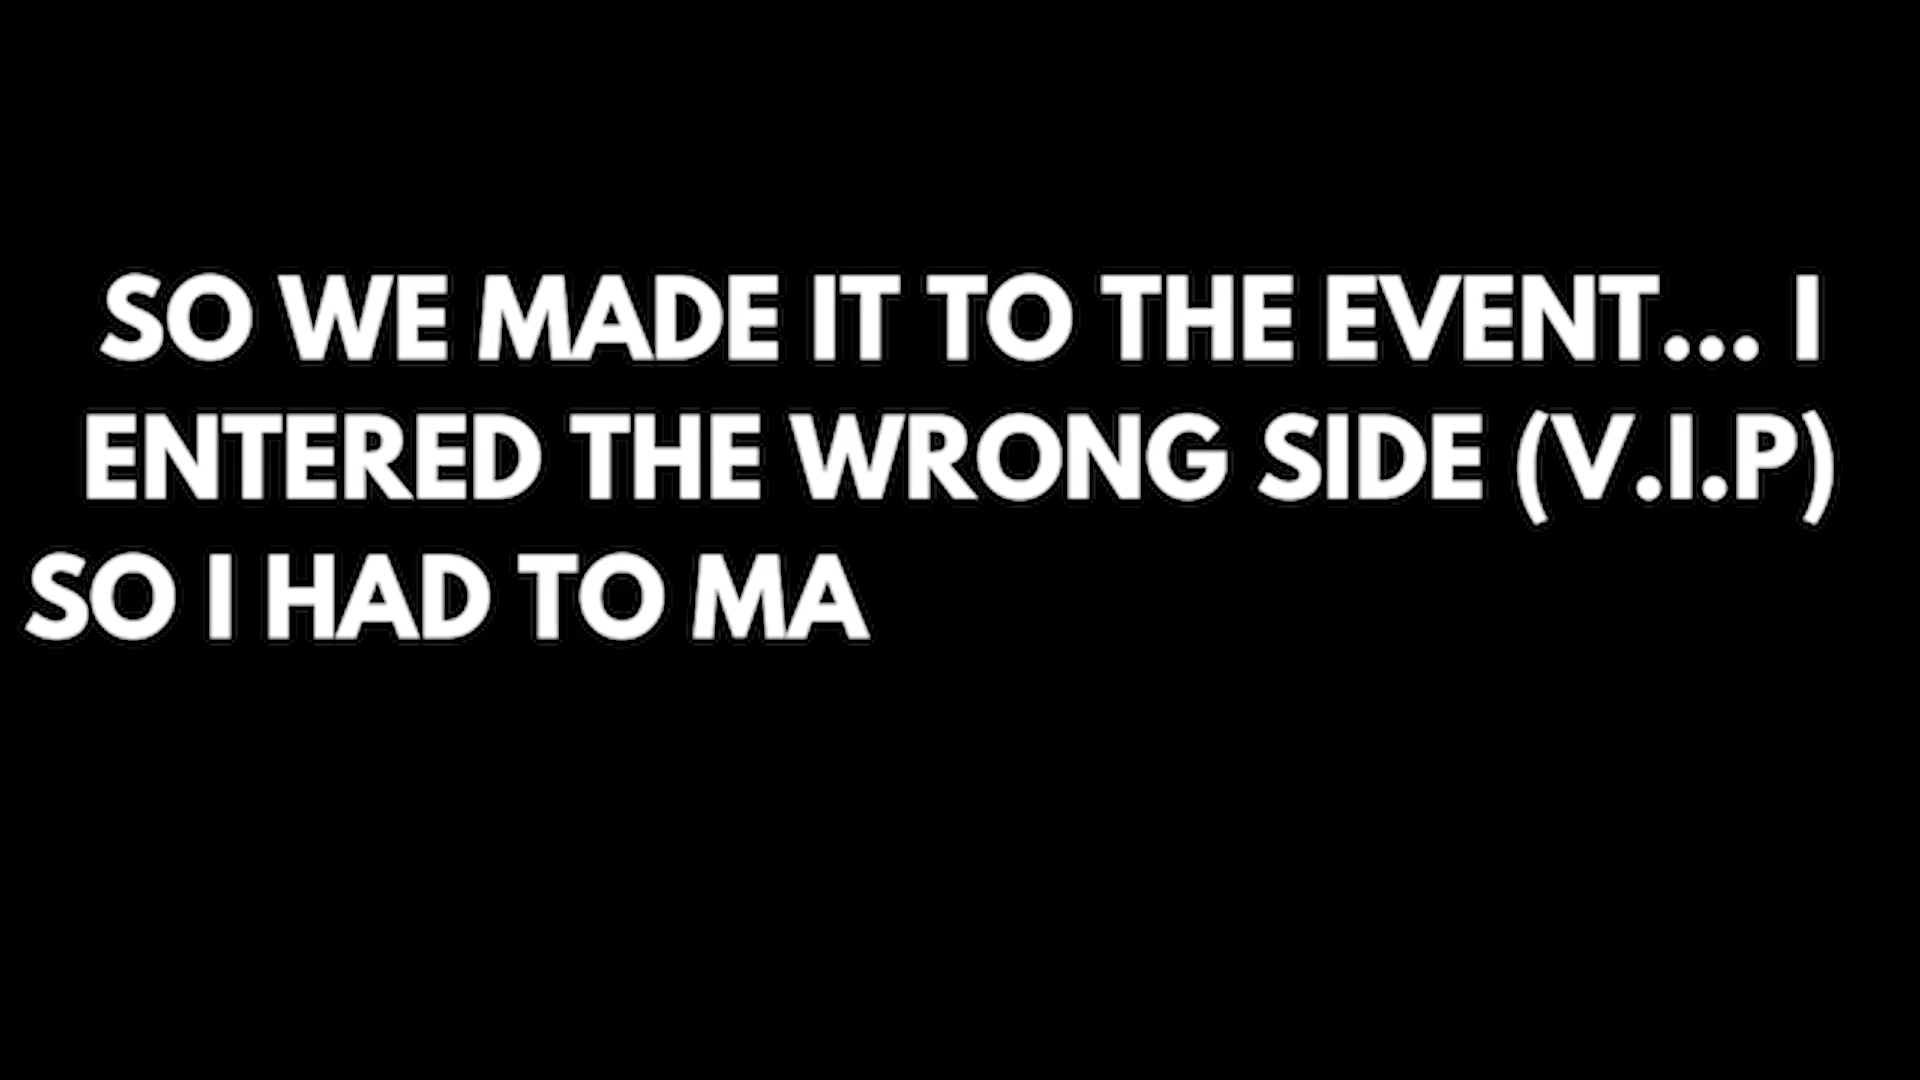 SO WE MADE IT TO THE EVENT... I
ENTERED THE WRONG SIDE (V.I.P)
SO I HAD TO MA